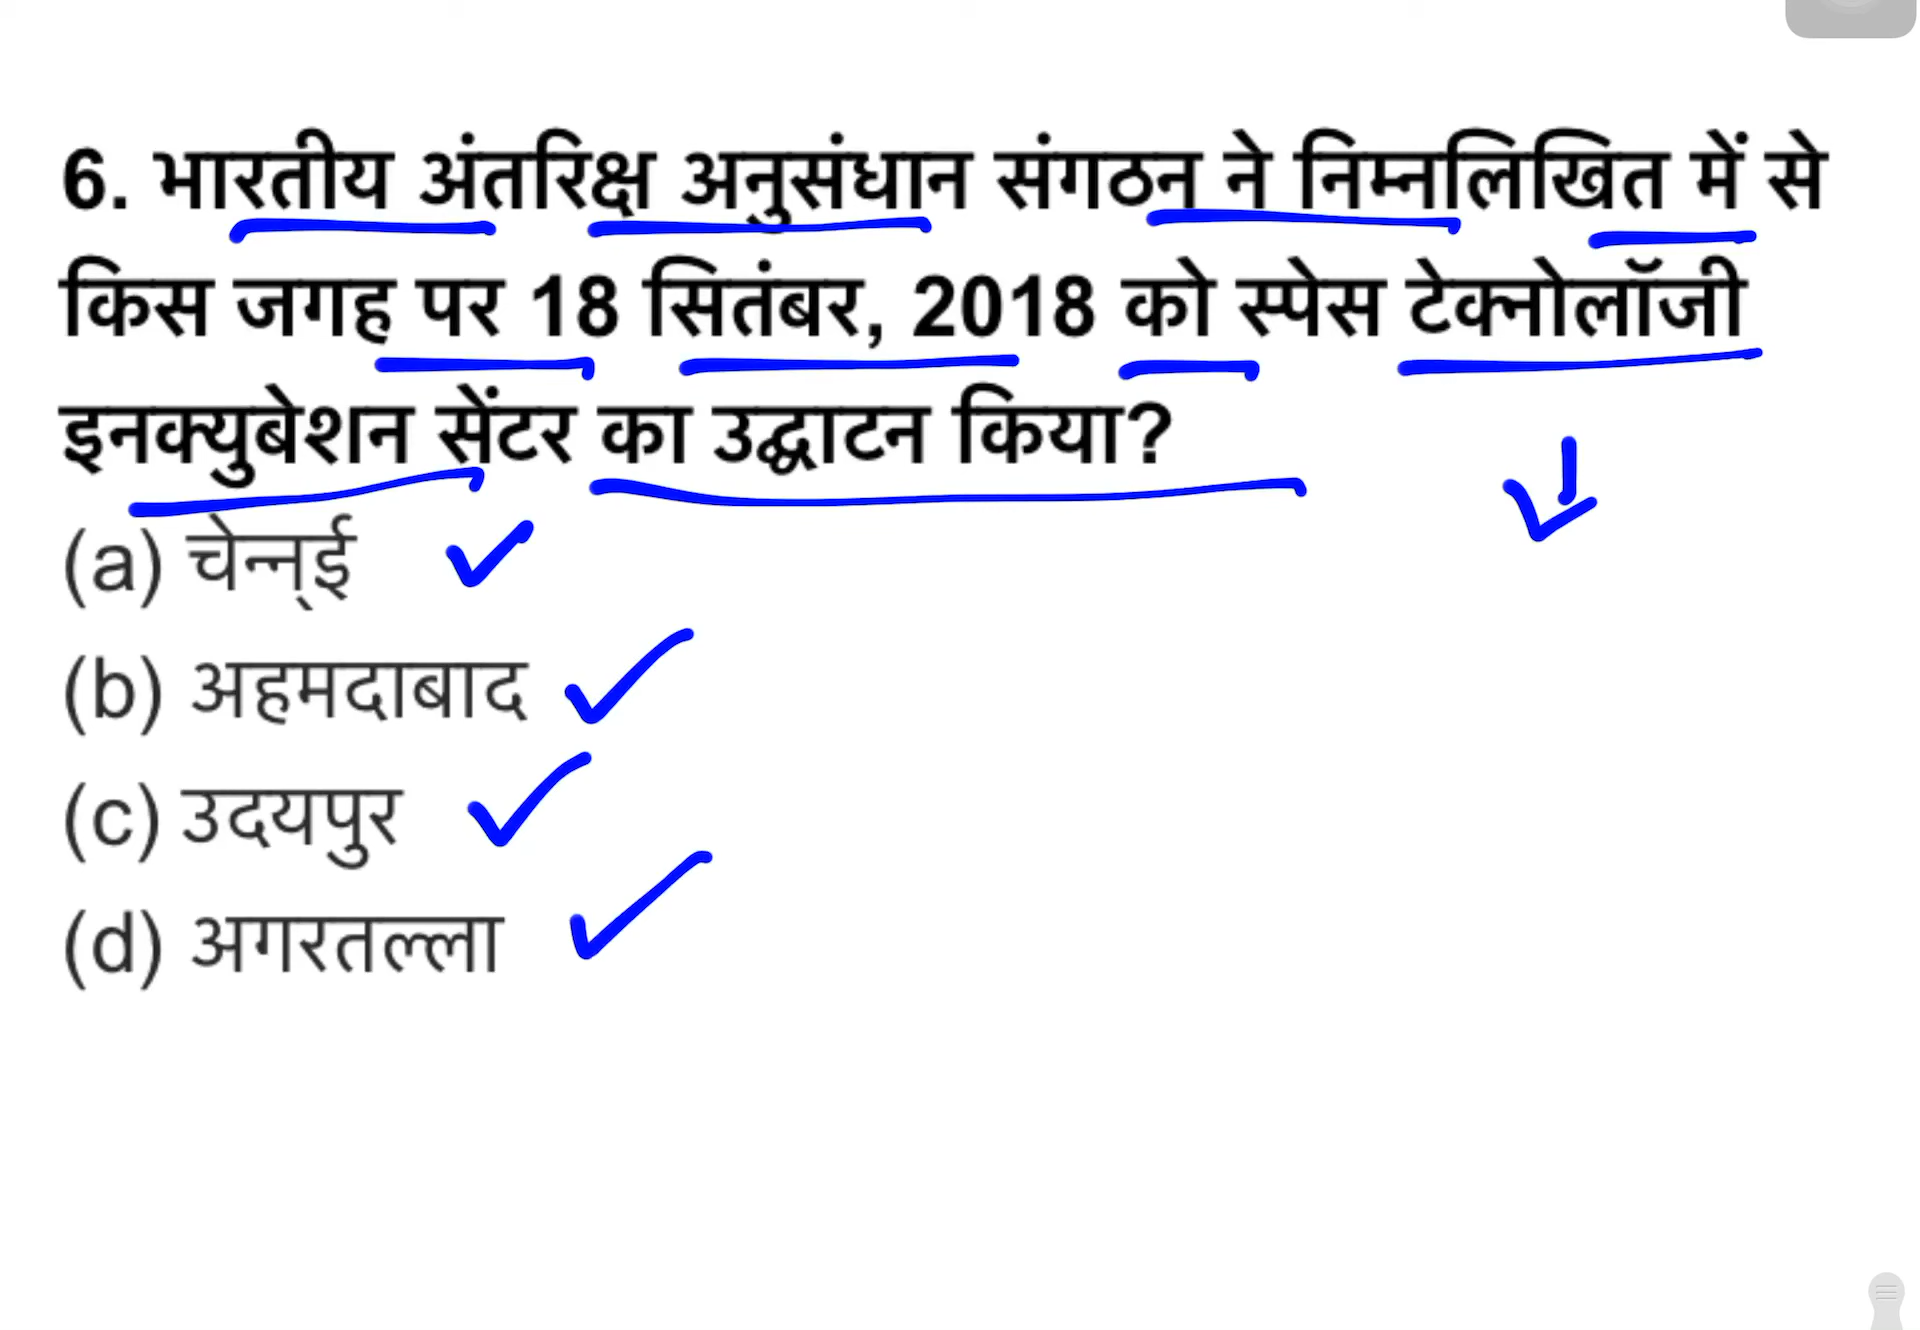 6. भारतीय अंतरिक्ष अनुसंधान संगठन ने निम्नलिखित में से
किस जगह पर 18 सितंबर, 2018 को स्पेस टेक्नोलॉजी
इनक्युबेशन सेंटर का उद्घाटन किया?
(a) चेन्न्ई
(b) अहमदाबाद
(c) उदयपुर
(d) अगरतल्ला